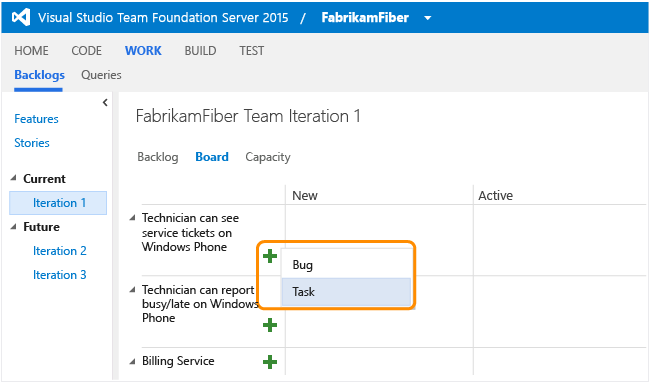 Visual Studio Team Foundation Server 2015 / FabrikamFiber
HOME CODE WORK BUILD TEST
Backlogs Queries
Features
Stories
Current
Iteration 1
Future
Iteration 2
Iteration 3
FabrikamFiber Team Iteration 1
Backlog Board Capacity
New Active
Technician can see
service tickets on
Windows Phone
Bug
Task
Technician can report
busy/late on Windows
Phone
Billing Service